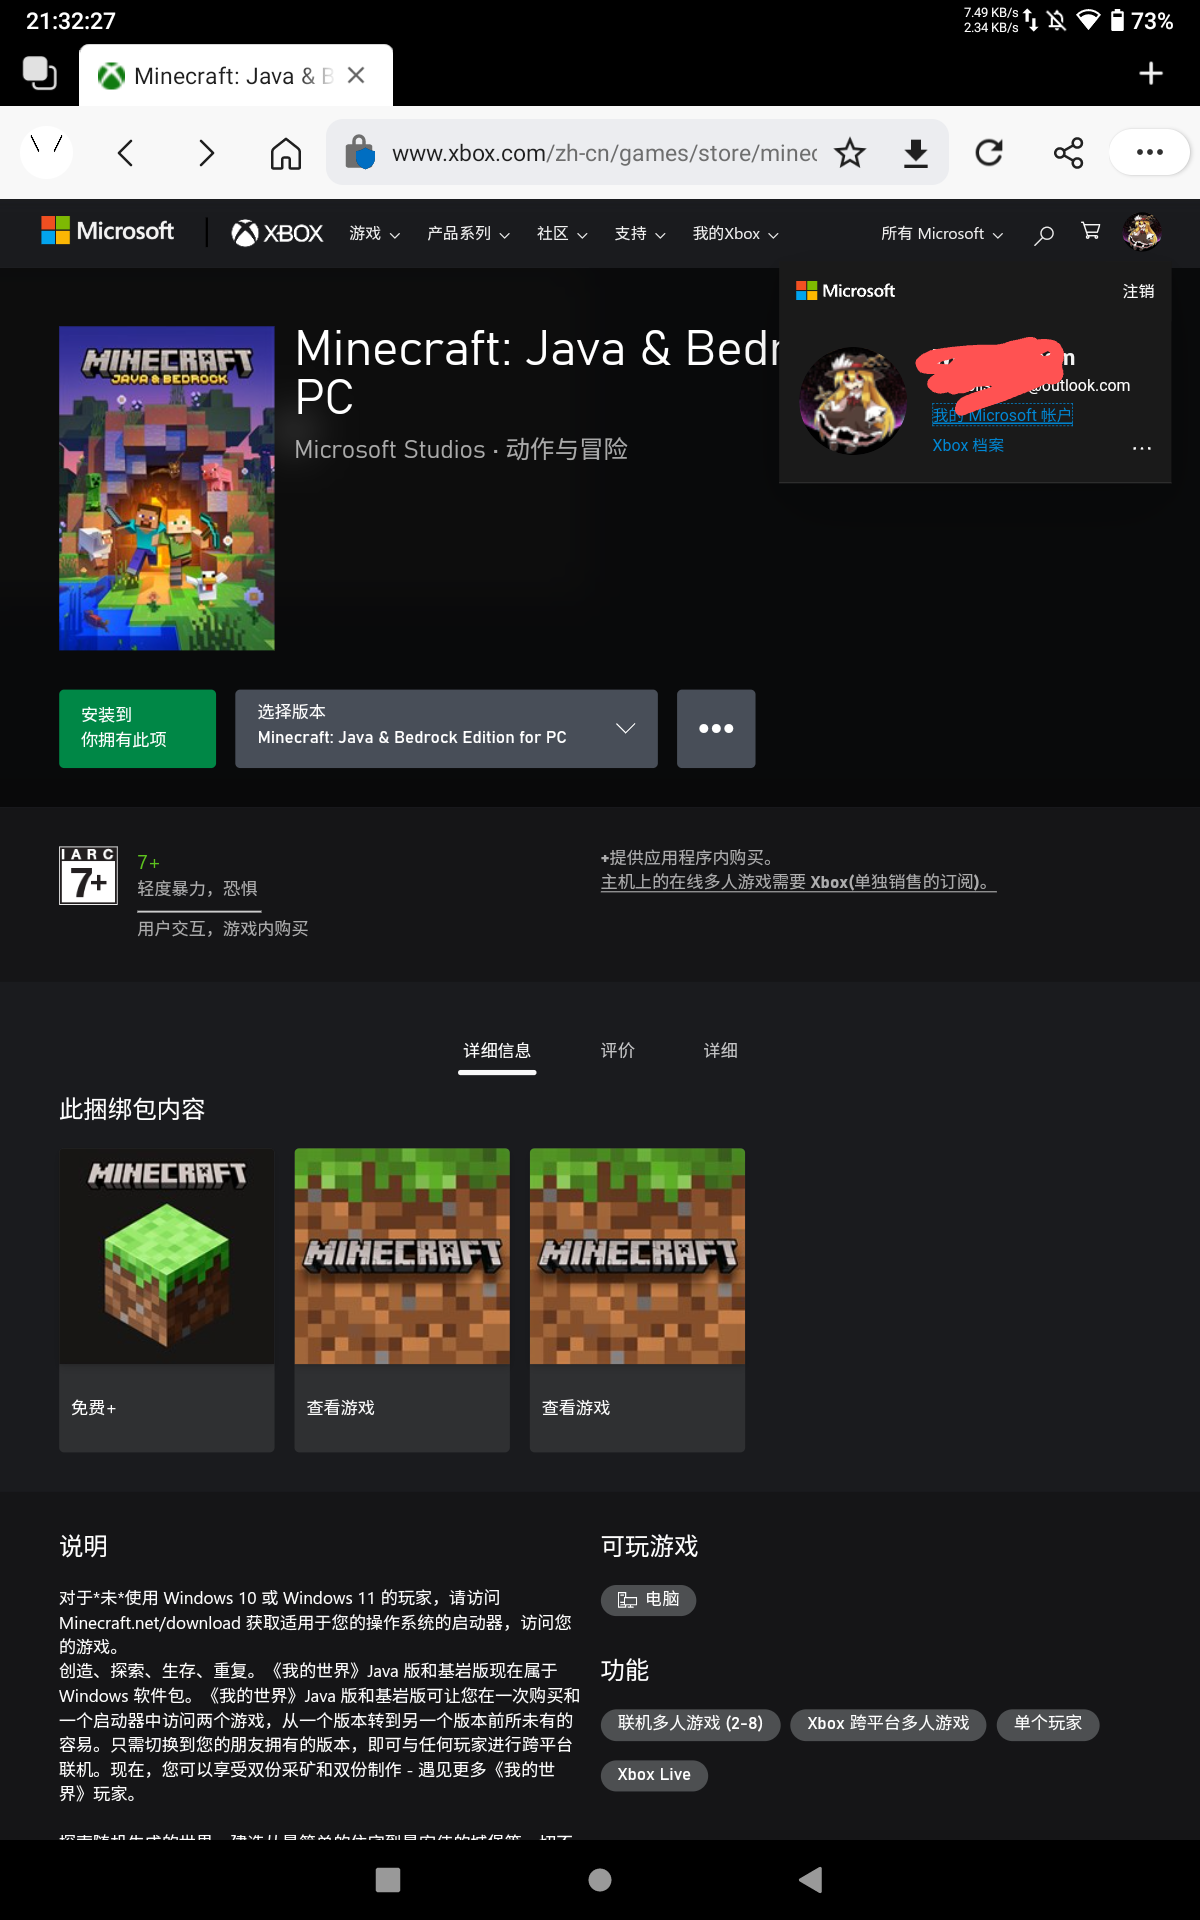 21:32:27
7.49 KB/s
2.34 KB/s
73%
Minecraft: Java & B
www.xbox.com/zh-cn/games/store/minec
Microsoft
XBOX
游戏
产品系列
社区
支持
我的Xbox
所有 Microsoft
Microsoft
注销
m
@outlook.com
我的 Microsoft 帐户
Xbox 档案
MINECRAFT
JAVA & BEDROCK
Minecraft: Java & Bedr
PC
Microsoft Studios · 动作与冒险
安装到
你拥有此项
选择版本
Minecraft: Java & Bedrock Edition for PC
IARC
7+
7+
轻度暴力，恐惧
用户交互，游戏内购买
+提供应用程序内购买。
主机上的在线多人游戏需要 Xbox(单独销售的订阅)。
详细信息
评价
详细
此捆绑包内容
MINECRAFT
MINECRAFT
MINECRAFT
免费+
查看游戏
查看游戏
说明
对于*未*使用 Windows 10 或 Windows 11 的玩家，请访问
Minecraft.net/download 获取适用于您的操作系统的启动器，访问您
的游戏。
创造、探索、生存、重复。《我的世界》Java 版和基岩版现在属于
Windows 软件包。《我的世界》Java 版和基岩版可让您在一次购买和
一个启动器中访问两个游戏，从一个版本转到另一个版本前所未有的
容易。只需切换到您的朋友拥有的版本，即可与任何玩家进行跨平台
联机。现在，您可以享受双份采矿和双份制作 - 遇见更多《我的世
界》玩家。
可玩游戏
电脑
功能
联机多人游戏 (2-8)
Xbox 跨平台多人游戏
单个玩家
Xbox Live